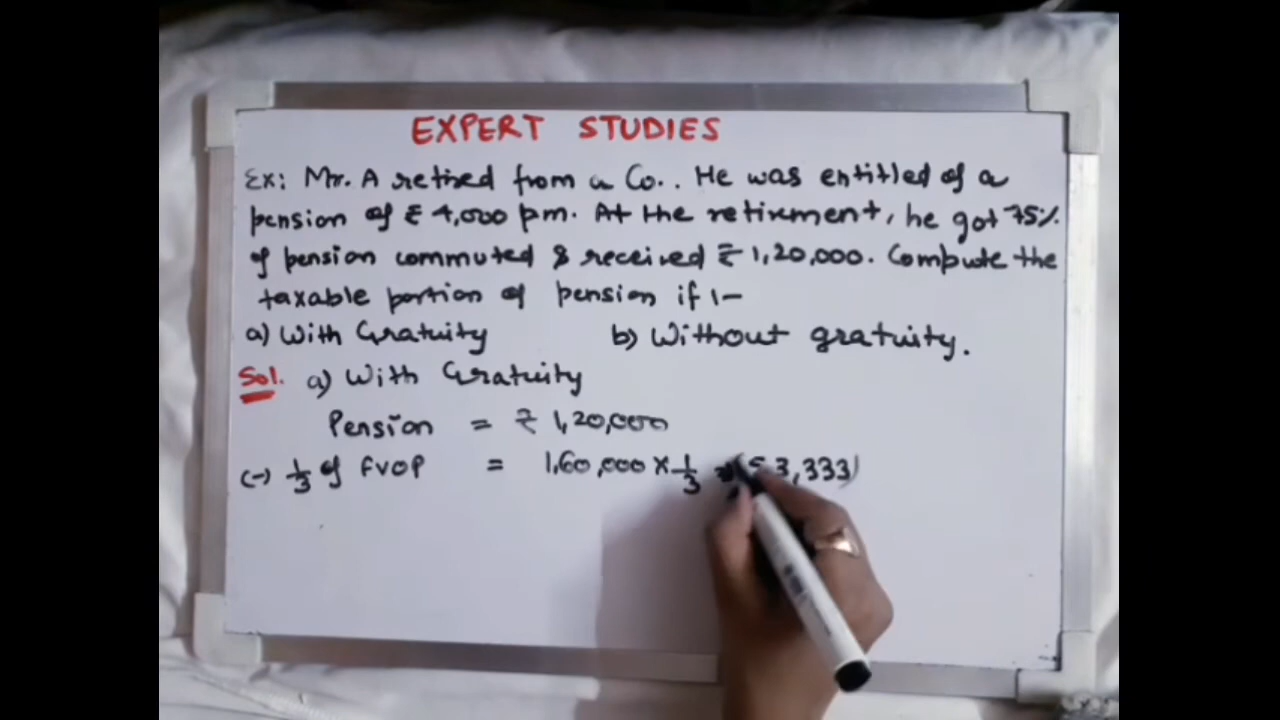 EXPERT STUDIES
Ex: Mr. A retired from a Co.. He was entitled of a
pension of ₹ 4,000 pm. At the retirement, he got 75%
of pension commuted & received ₹ 1,20,000. Compute the
taxable portion of pension if :-
a) With Gratuity b) Without gratuity.
Sol. a) With Gratuity
Pension = ₹ 1,20,000
(-) 1/3 of FVOP = 1,60,000 × 1/3 53,333)